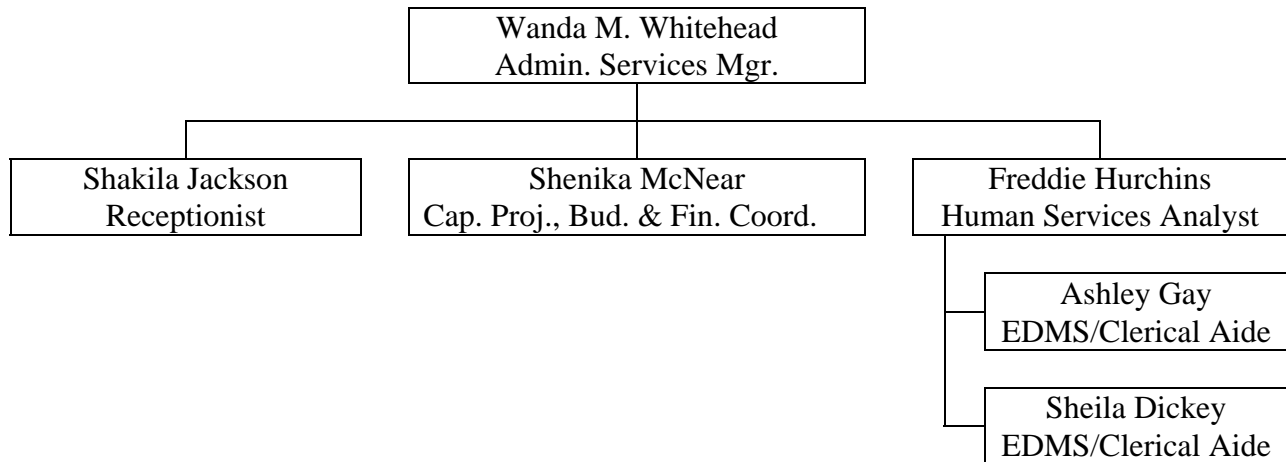 Wanda M. Whitehead
Admin. Services Mgr.
Shakila Jackson
Receptionist
Shenika McNear
Cap. Proj., Bud. & Fin. Coord.
Freddie Hurchins
Human Services Analyst
Ashley Gay
EDMS/Clerical Aide
Sheila Dickey
EDMS/Clerical Aide